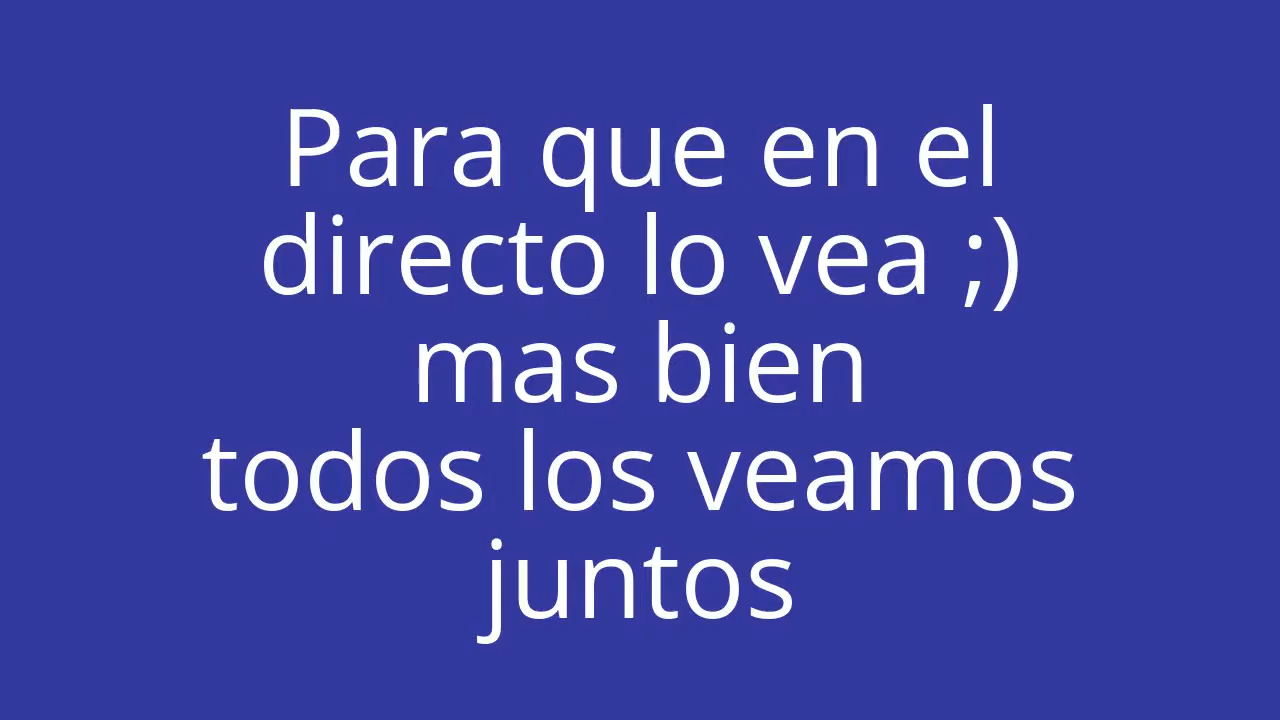 Para que en el
directo lo vea ;)
mas bien
todos los veamos
juntos